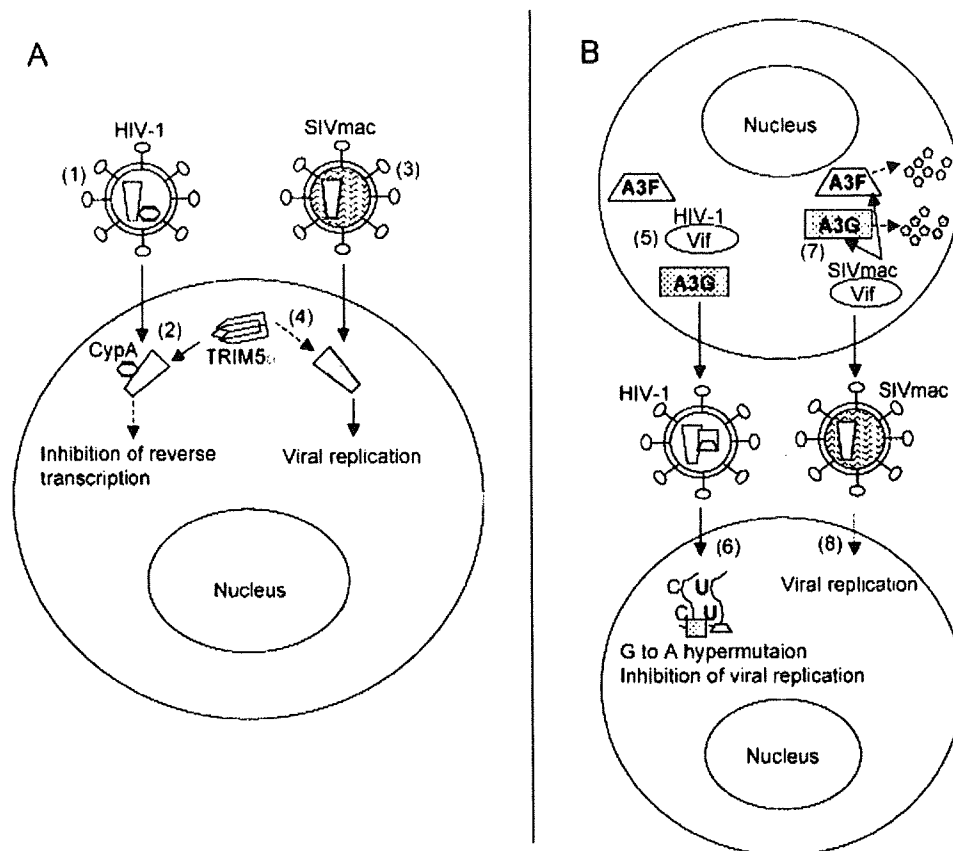 A
HIV-1
SIVmac
(1)
(3)
(2)
(4)
CypA
TRIM5α
Inhibition of reverse
transcription
Viral replication
Nucleus
B
Nucleus
A3F
A3F
HIV-1
(5)
Vif
A3G
(7)
A3G
SIVmac
Vif
HIV-1
SIVmac
(6)
(8)
C U
C U
Viral replication
G to A hypermutaion
Inhibition of viral replication
Nucleus